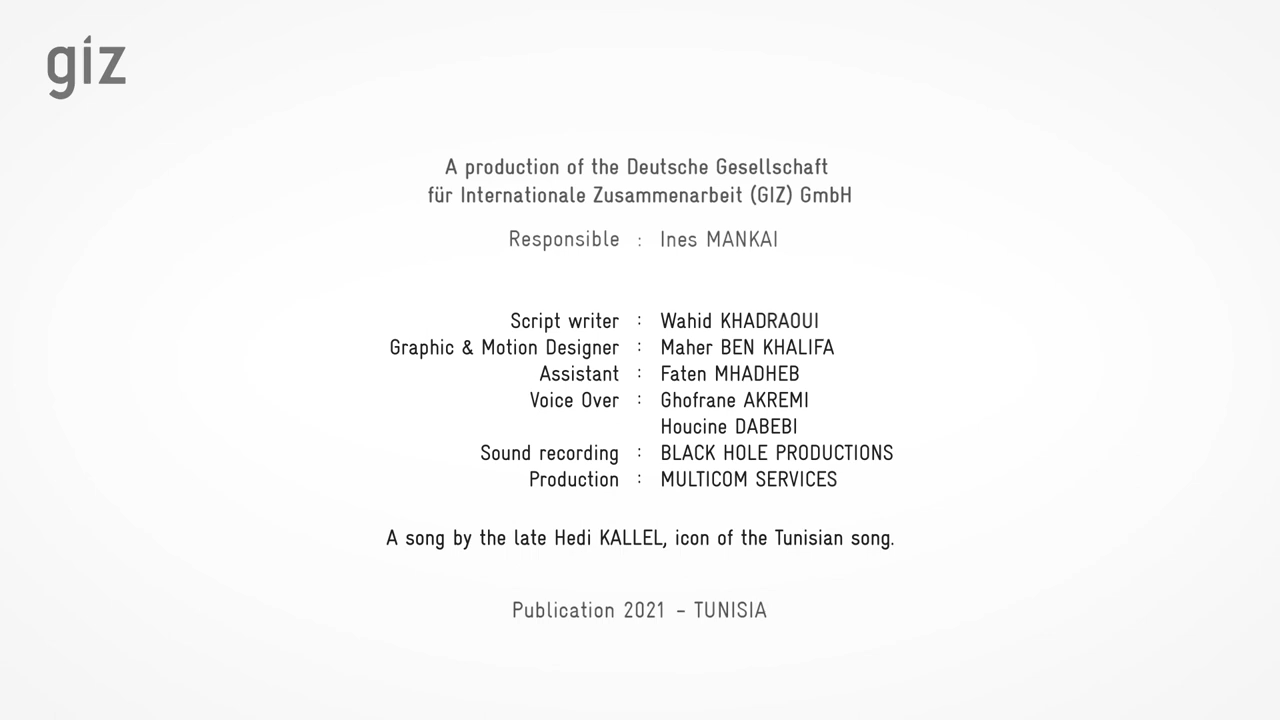 giz
A production of the Deutsche Gesellschaft
für Internationale Zusammenarbeit (GIZ) GmbH
Responsible : Ines MANKAI
Script writer : Wahid KHADRAOUI
Graphic & Motion Designer : Maher BEN KHALIFA
Assistant : Faten MHADHEB
Voice Over : Ghofrane AKREMI
Houcine DABEBI
Sound recording : BLACK HOLE PRODUCTIONS
Production : MULTICOM SERVICES
A song by the late Hedi KALLEL, icon of the Tunisian song.
Publication 2021 - TUNISIA